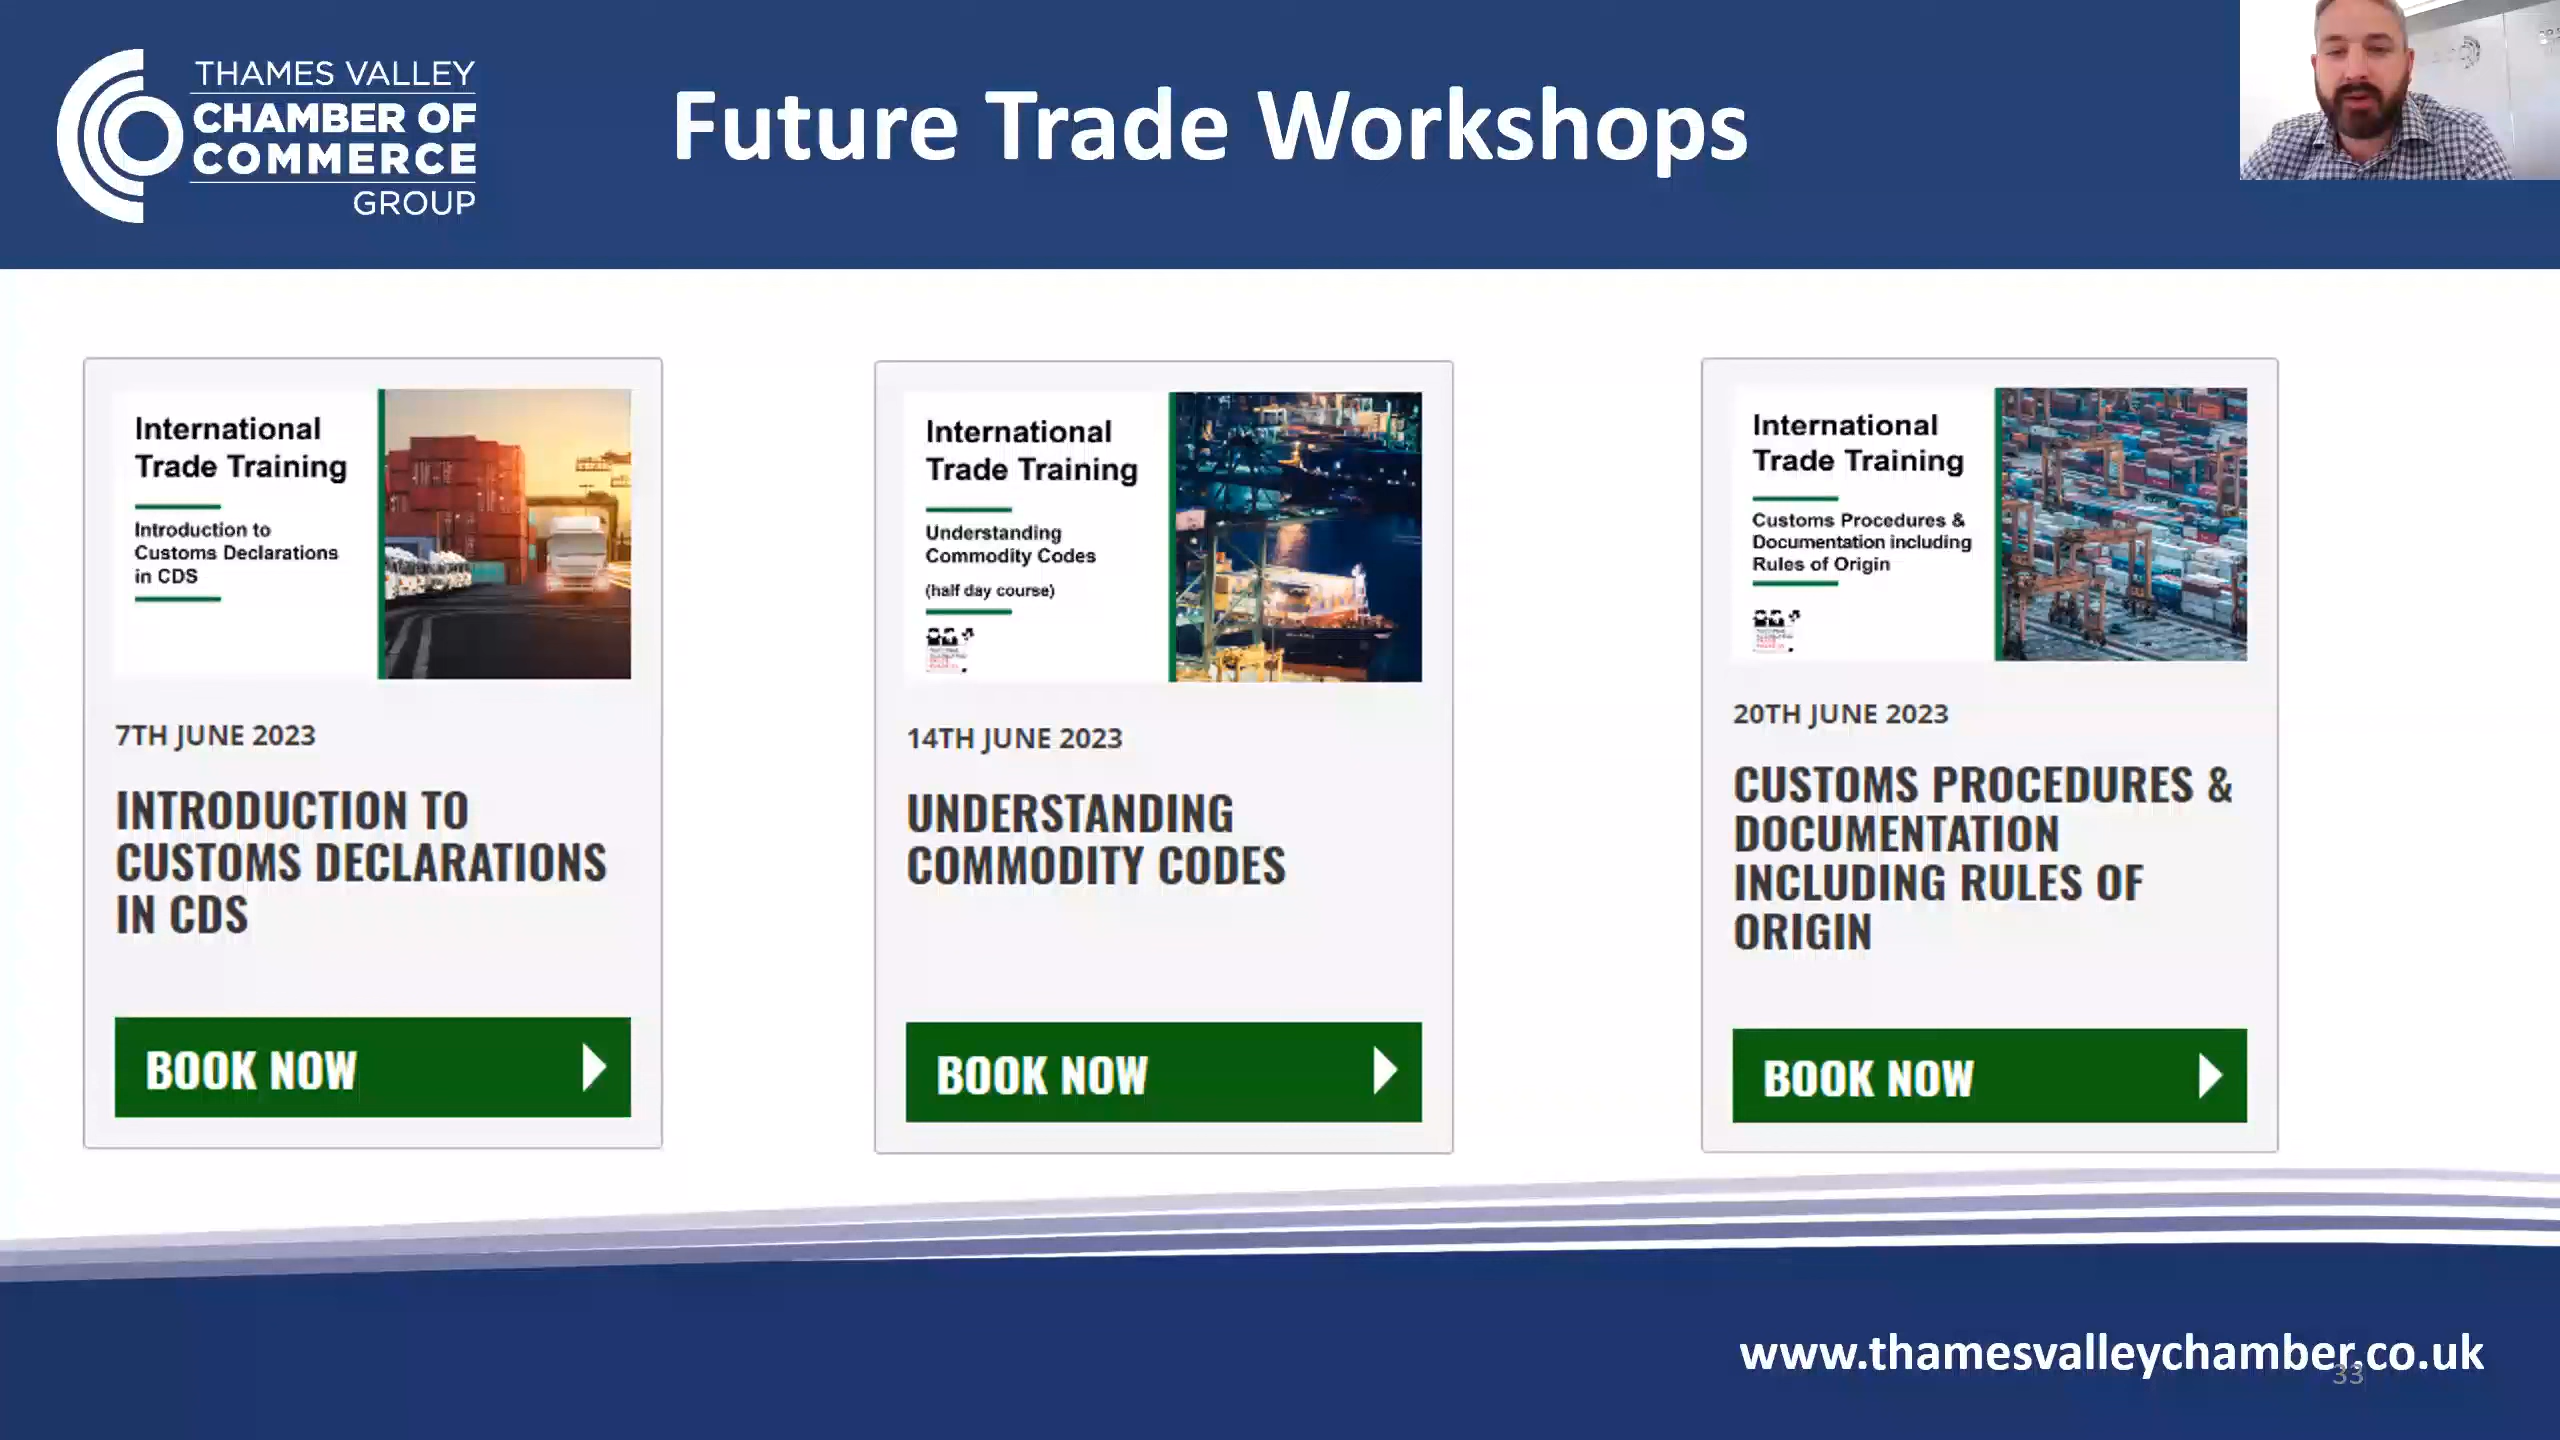 THAMES VALLEY
CHAMBER OF
COMMERCE
GROUP
Future Trade Workshops
International
Trade Training
Introduction to
Customs Declarations
in CDS
7TH JUNE 2023
INTRODUCTION TO
CUSTOMS DECLARATIONS
IN CDS
BOOK NOW
International
Trade Training
Understanding
Commodity Codes
(half day course)
14TH JUNE 2023
UNDERSTANDING
COMMODITY CODES
BOOK NOW
International
Trade Training
Customs Procedures &
Documentation including
Rules of Origin
20TH JUNE 2023
CUSTOMS PROCEDURES &
DOCUMENTATION
INCLUDING RULES OF
ORIGIN
BOOK NOW
www.thamesvalleychamber.co.uk
33